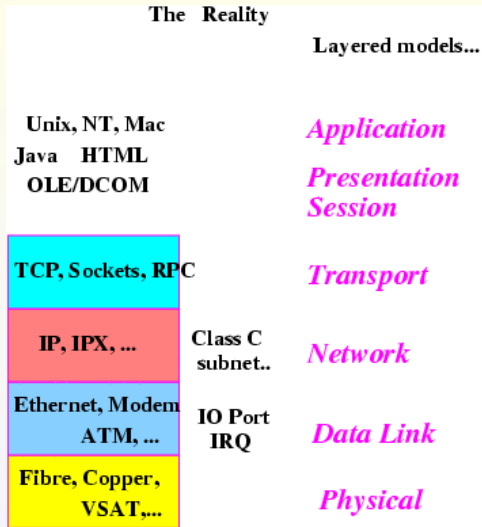 The Reality
Layered models...
Unix, NT, Mac
Application
Java HTML
OLE/DCOM
Presentation
Session
TCP, Sockets, RPC
Transport
IP, IPX, ...
Class C
subnet..
Network
Ethernet, Modem
ATM, ...
IO Port
IRQ
Data Link
Fibre, Copper,
VSAT,...
Physical